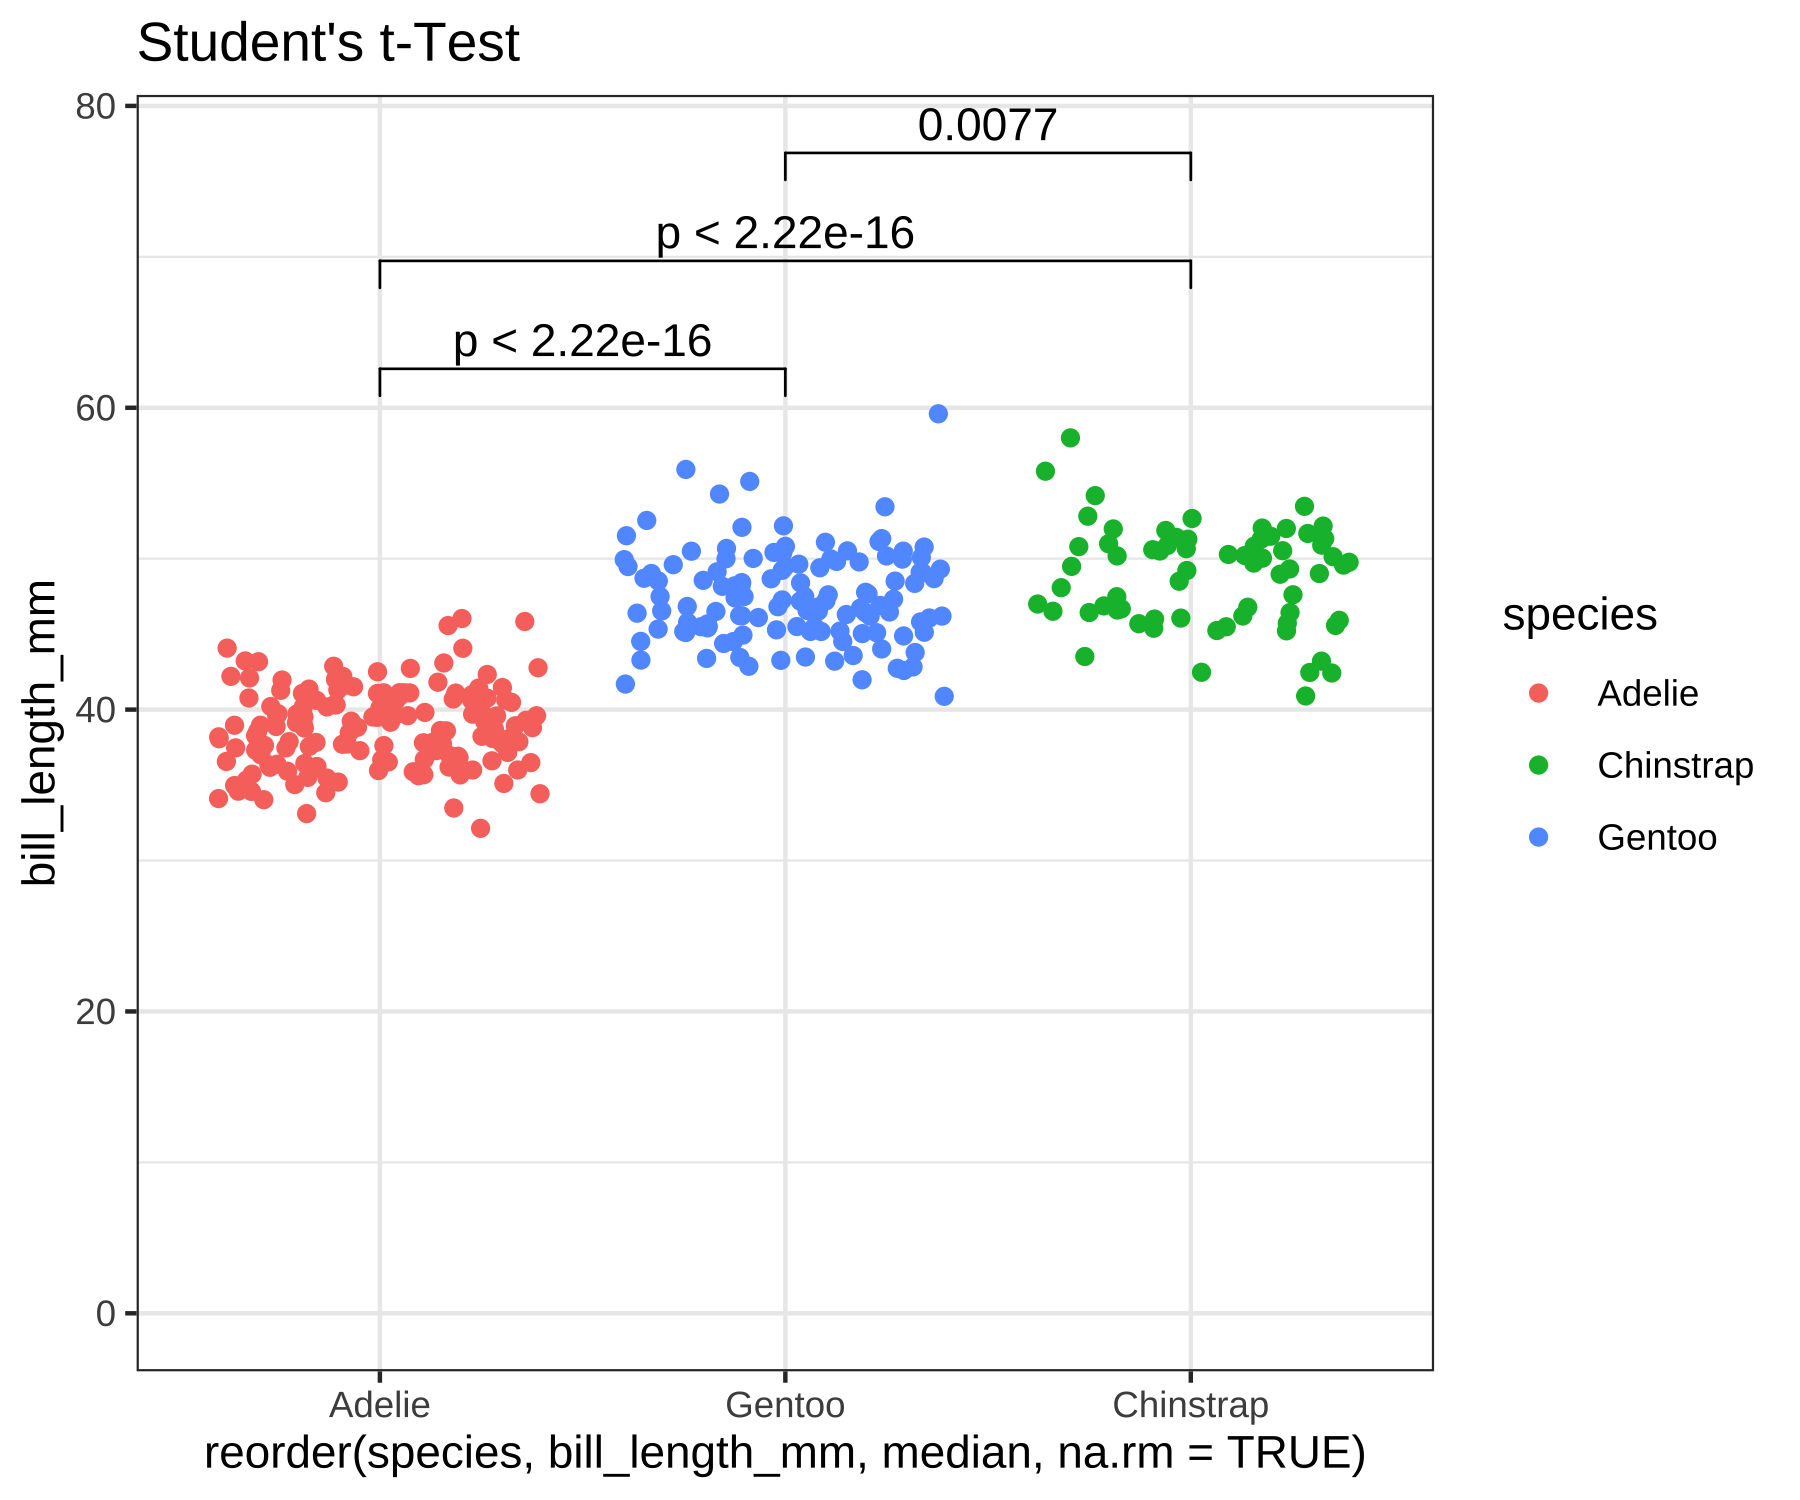 Student's t-Test
80
60
40
20
0
bill_length_mm
0.0077
p < 2.22e-16
p < 2.22e-16
Adelie
Gentoo
Chinstrap
reorder(species, bill_length_mm, median, na.rm = TRUE)
species
Adelie
Chinstrap
Gentoo